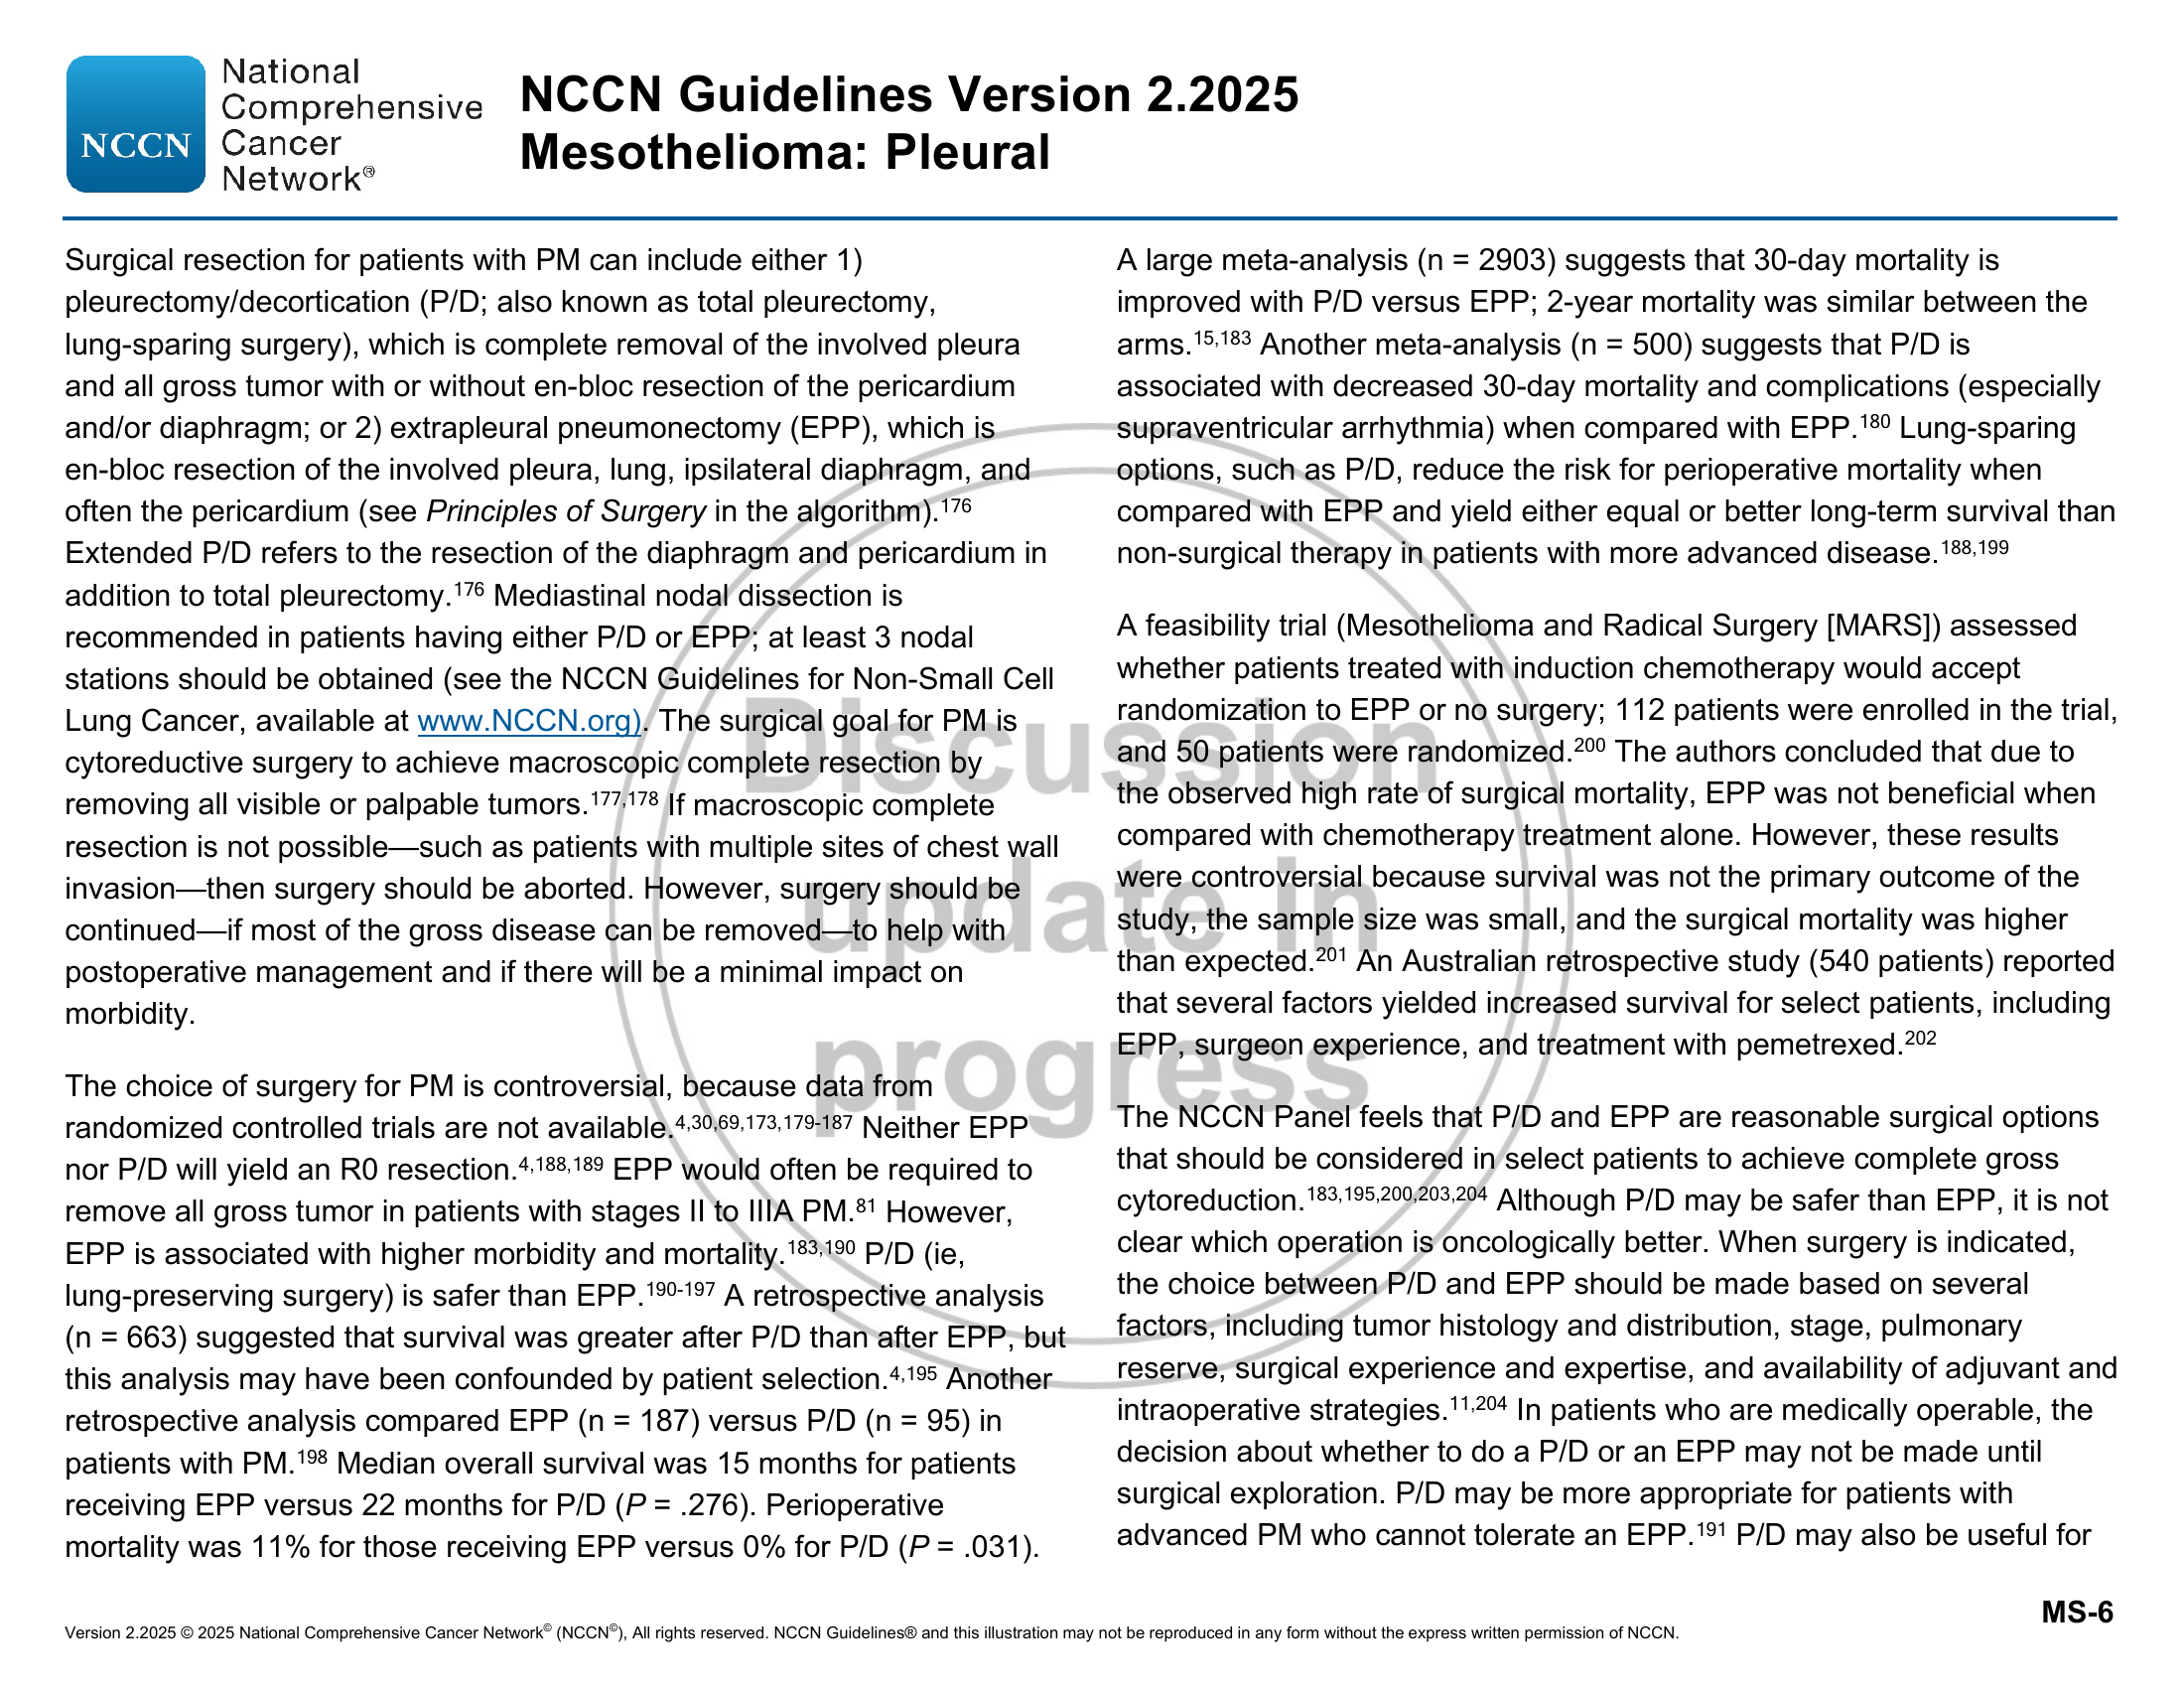 NCCN
National
Comprehensive
Cancer
Network®
NCCN Guidelines Version 2.2025
Mesothelioma: Pleural
Surgical resection for patients with PM can include either 1)
pleurectomy/decortication (P/D; also known as total pleurectomy,
lung-sparing surgery), which is complete removal of the involved pleura
and all gross tumor with or without en-bloc resection of the pericardium
and/or diaphragm; or 2) extrapleural pneumonectomy (EPP), which is
en-bloc resection of the involved pleura, lung, ipsilateral diaphragm, and
often the pericardium (see Principles of Surgery in the algorithm).176
Extended P/D refers to the resection of the diaphragm and pericardium in
addition to total pleurectomy.176 Mediastinal nodal dissection is
recommended in patients having either P/D or EPP; at least 3 nodal
stations should be obtained (see the NCCN Guidelines for Non-Small Cell
Lung Cancer, available at www.NCCN.org). The surgical goal for PM is
cytoreductive surgery to achieve macroscopic complete resection by
removing all visible or palpable tumors.177,178 If macroscopic complete
resection is not possible—such as patients with multiple sites of chest wall
invasion—then surgery should be aborted. However, surgery should be
continued—if most of the gross disease can be removed—to help with
postoperative management and if there will be a minimal impact on
morbidity.
The choice of surgery for PM is controversial, because data from
randomized controlled trials are not available.4,30,69,173,179-187 Neither EPP
nor P/D will yield an R0 resection.4,188,189 EPP would often be required to
remove all gross tumor in patients with stages II to IIIA PM.81 However,
EPP is associated with higher morbidity and mortality.183,190 P/D (ie,
lung-preserving surgery) is safer than EPP.190-197 A retrospective analysis
(n = 663) suggested that survival was greater after P/D than after EPP, but
this analysis may have been confounded by patient selection.4,195 Another
retrospective analysis compared EPP (n = 187) versus P/D (n = 95) in
patients with PM.198 Median overall survival was 15 months for patients
receiving EPP versus 22 months for P/D (P = .276). Perioperative
mortality was 11% for those receiving EPP versus 0% for P/D (P = .031).
A large meta-analysis (n = 2903) suggests that 30-day mortality is
improved with P/D versus EPP; 2-year mortality was similar between the
arms.15,183 Another meta-analysis (n = 500) suggests that P/D is
associated with decreased 30-day mortality and complications (especially
supraventricular arrhythmia) when compared with EPP.180 Lung-sparing
options, such as P/D, reduce the risk for perioperative mortality when
compared with EPP and yield either equal or better long-term survival than
non-surgical therapy in patients with more advanced disease.188,199
A feasibility trial (Mesothelioma and Radical Surgery [MARS]) assessed
whether patients treated with induction chemotherapy would accept
randomization to EPP or no surgery; 112 patients were enrolled in the trial,
and 50 patients were randomized.200 The authors concluded that due to
the observed high rate of surgical mortality, EPP was not beneficial when
compared with chemotherapy treatment alone. However, these results
were controversial because survival was not the primary outcome of the
study, the sample size was small, and the surgical mortality was higher
than expected.201 An Australian retrospective study (540 patients) reported
that several factors yielded increased survival for select patients, including
EPP, surgeon experience, and treatment with pemetrexed.202
The NCCN Panel feels that P/D and EPP are reasonable surgical options
that should be considered in select patients to achieve complete gross
cytoreduction.183,195,200,203,204 Although P/D may be safer than EPP, it is not
clear which operation is oncologically better. When surgery is indicated,
the choice between P/D and EPP should be made based on several
factors, including tumor histology and distribution, stage, pulmonary
reserve, surgical experience and expertise, and availability of adjuvant and
intraoperative strategies.11,204 In patients who are medically operable, the
decision about whether to do a P/D or an EPP may not be made until
surgical exploration. P/D may be more appropriate for patients with
advanced PM who cannot tolerate an EPP.191 P/D may also be useful for
Discussion
update in
progress
MS-6
Version 2.2025 © 2025 National Comprehensive Cancer Network© (NCCN©), All rights reserved. NCCN Guidelines® and this illustration may not be reproduced in any form without the express written permission of NCCN.